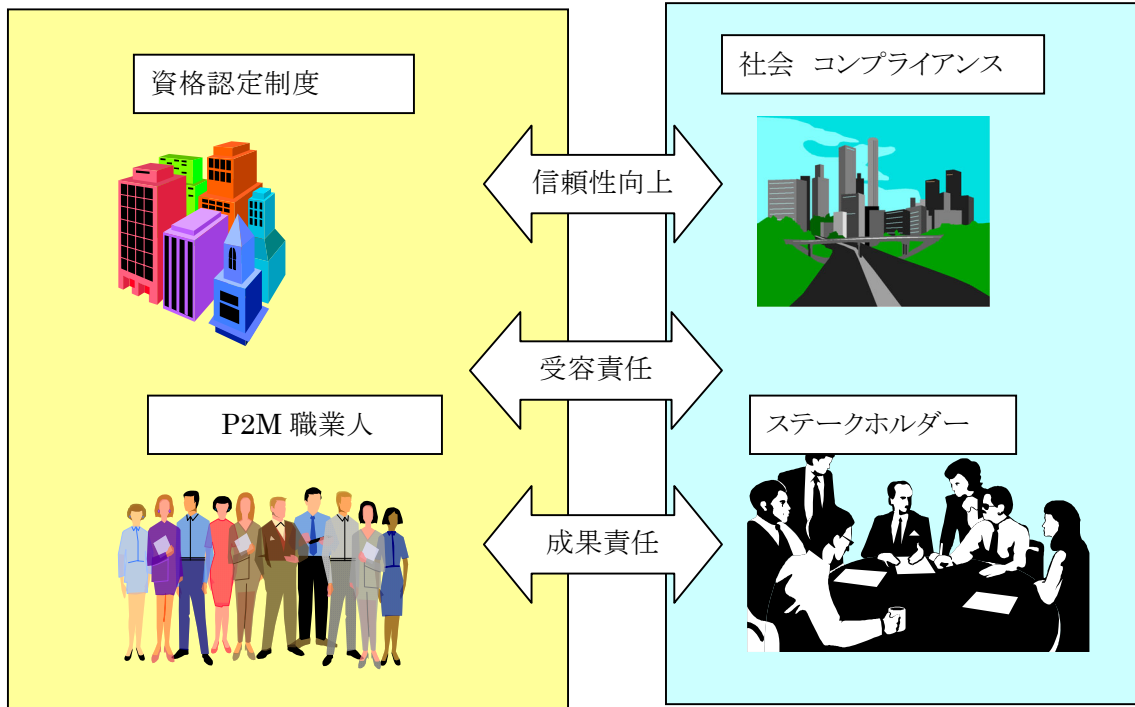 資格認定制度
社会 コンプライアンス
信頼性向上
受容責任
P2M 職業人
ステークホルダー
成果責任